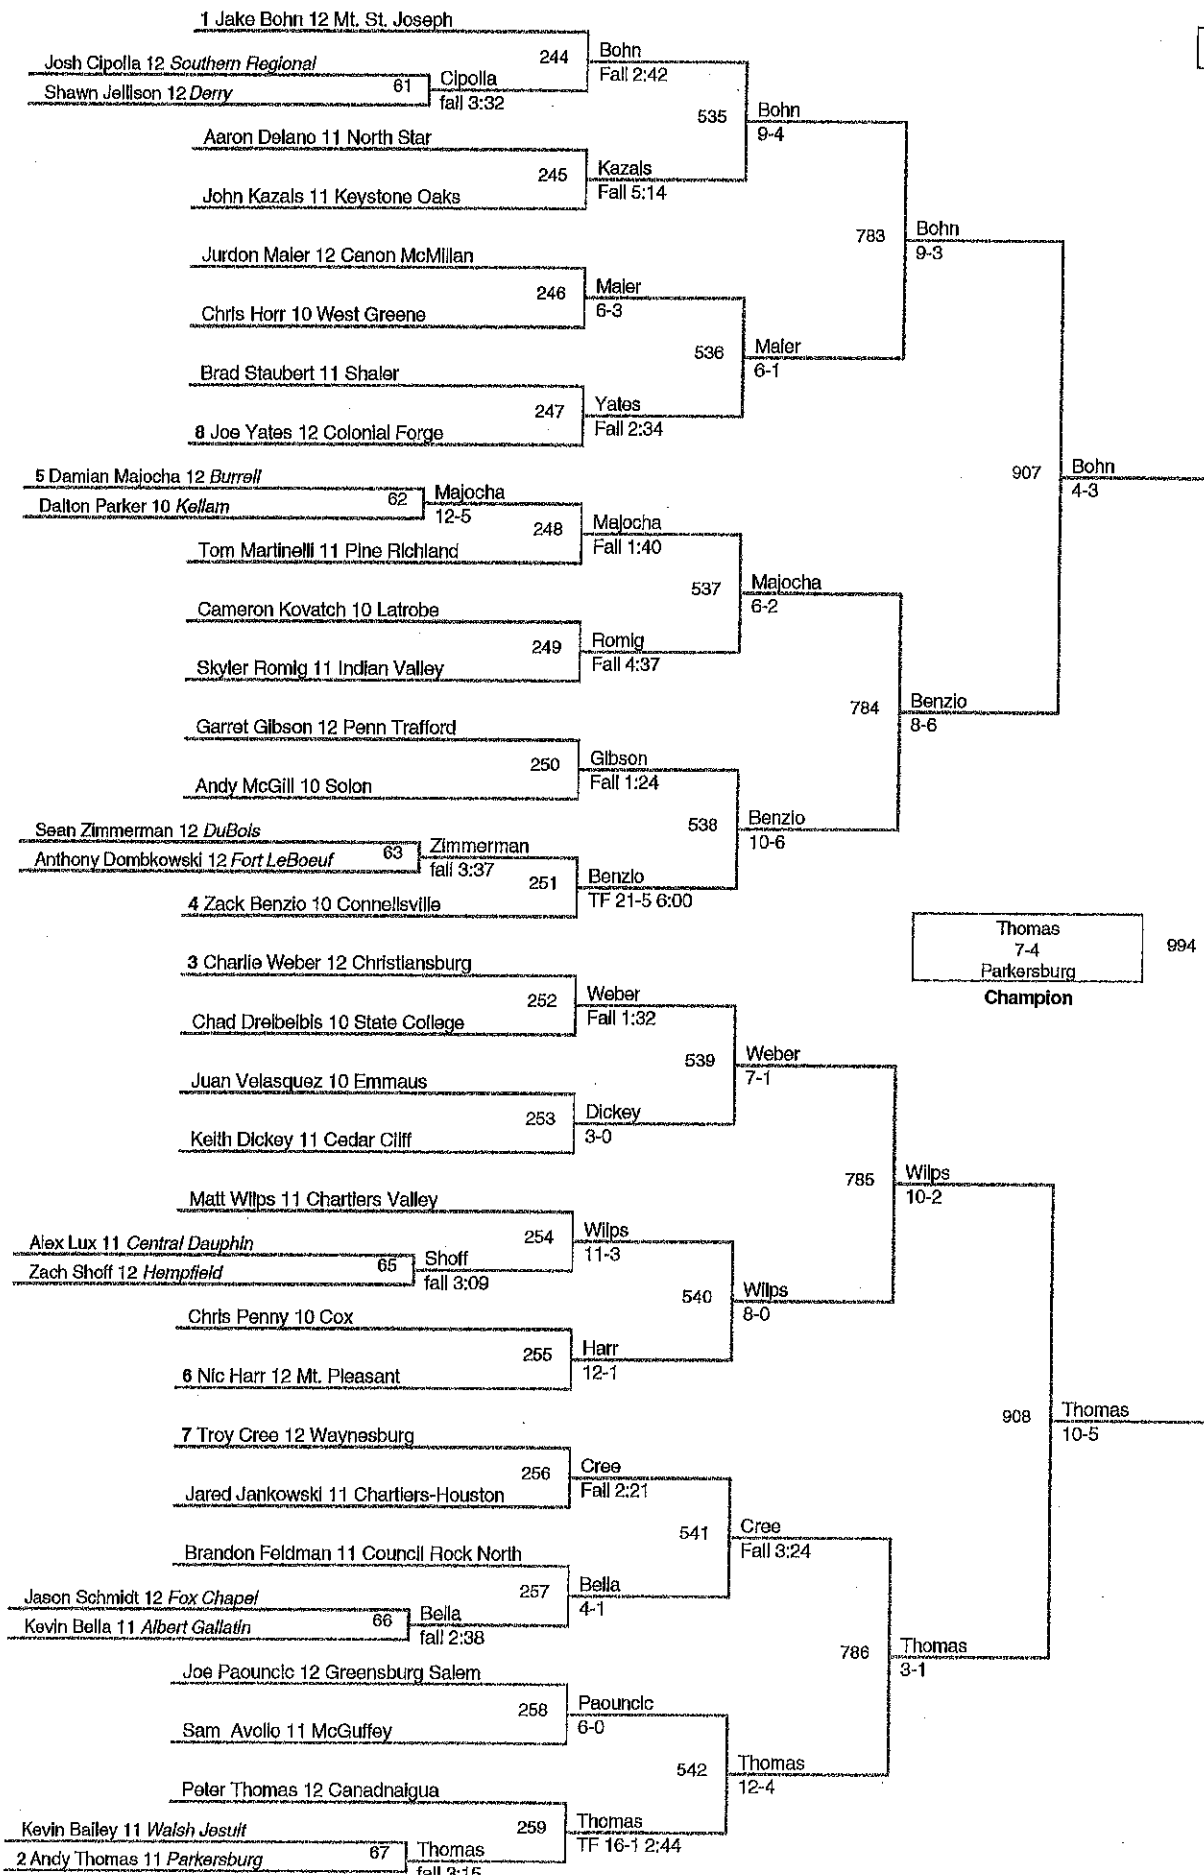 1 Jake Bohn 12 Mt. St. Joseph
244 Bohn
Fall 2:42
Josh Cipolla 12 Southern Regional
61 Cipolla
Shawn Jellison 12 Derry
fall 3:32
535 Bohn
9-4
Aaron Delano 11 North Star
245 Kazals
Fall 5:14
John Kazals 11 Keystone Oaks
783 Bohn
9-3
Jurdon Maier 12 Canon McMillan
246 Maier
6-3
Chris Horr 10 West Greene
536 Maier
6-1
Brad Staubert 11 Shaler
247 Yates
Fall 2:34
8 Joe Yates 12 Colonial Forge
907 Bohn
4-3
5 Damian Majocha 12 Burrell
62 Majocha
Dalton Parker 10 Kellam
12-5
248 Majocha
Fall 1:40
Tom Martinelli 11 Pine Richland
537 Majocha
6-2
Cameron Kovatch 10 Latrobe
249 Romig
Fall 4:37
Skyler Romig 11 Indian Valley
784 Benzio
8-6
Garret Gibson 12 Penn Trafford
250 Gibson
Fall 1:24
Andy McGill 10 Solon
538 Benzio
10-6
Sean Zimmerman 12 DuBois
63 Zimmerman
Anthony Dombkowski 12 Fort LeBoeuf
fall 3:37
251 Benzio
TF 21-5 6:00
4 Zack Benzio 10 Connellsville
Thomas
7-4
994
Parkersburg
Champion
3 Charlie Weber 12 Christiansburg
252 Weber
Fall 1:32
Chad Dreibelbis 10 State College
539 Weber
7-1
Juan Velasquez 10 Emmaus
253 Dickey
3-0
Keith Dickey 11 Cedar Cliff
785 Wilps
10-2
Matt Wilps 11 Chartiers Valley
254 Wilps
11-3
Alex Lux 11 Central Dauphin
65 Shoff
Zach Shoff 12 Hempfield
fall 3:09
540 Wilps
8-0
Chris Penny 10 Cox
255 Harr
12-1
6 Nic Harr 12 Mt. Pleasant
908 Thomas
10-5
7 Troy Cree 12 Waynesburg
256 Cree
Fall 2:21
Jared Jankowski 11 Chartiers-Houston
541 Cree
Fall 3:24
Brandon Feldman 11 Council Rock North
257 Bella
4-1
Jason Schmidt 12 Fox Chapel
66 Bella
Kevin Bella 11 Albert Gallatin
fall 2:38
786 Thomas
3-1
Joe Paouncic 12 Greensburg Salem
258 Paouncic
6-0
Sam Avolio 11 McGuffey
542 Thomas
12-4
Peter Thomas 12 Canadnaigua
259 Thomas
TF 16-1 2:44
Kevin Bailey 11 Walsh Jesuit
67 Thomas
2 Andy Thomas 11 Parkersburg
fall 3:15